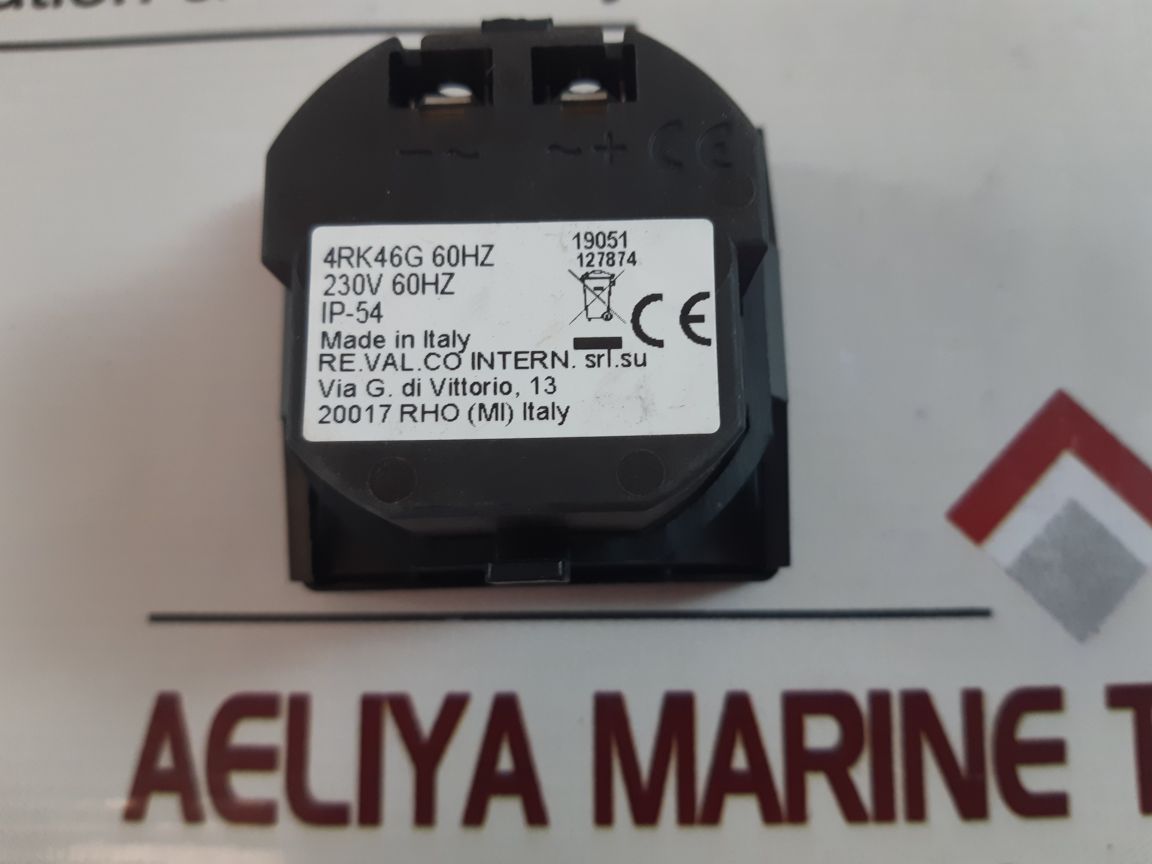 − ~ ~ + CE
4RK46G 60HZ
19051
127874
230V 60HZ
IP-54
CE
Made in Italy
RE.VAL.CO INTERN. srl.su
Via G. di Vittorio, 13
20017 RHO (MI) Italy
AELIYA MARINE T